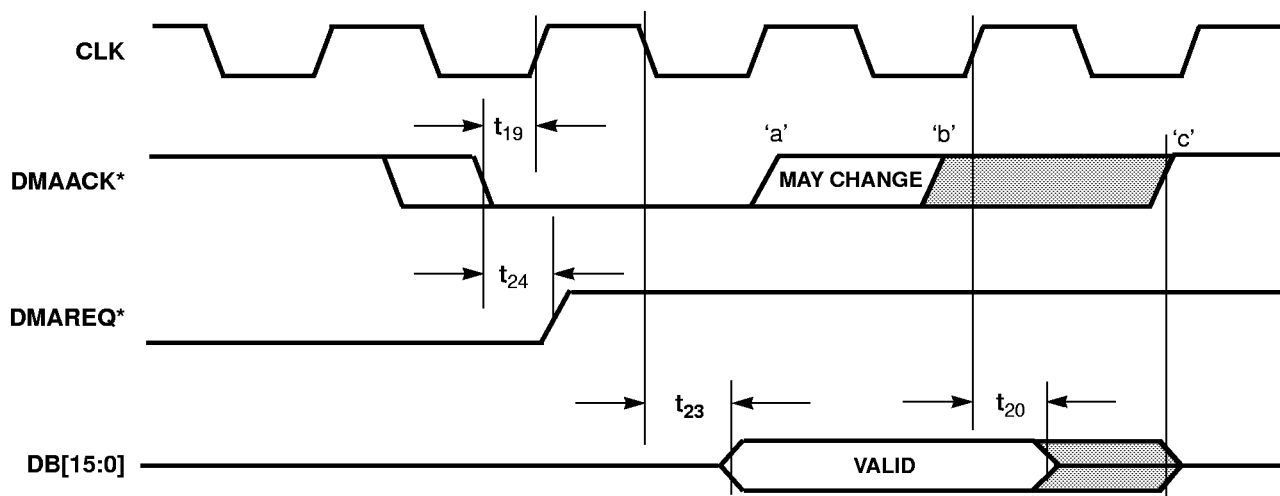 CLK
t19
'a' 'b' 'c'
DMAACK*
MAY CHANGE
t24
DMAREQ*
t23
t20
DB[15:0]
VALID